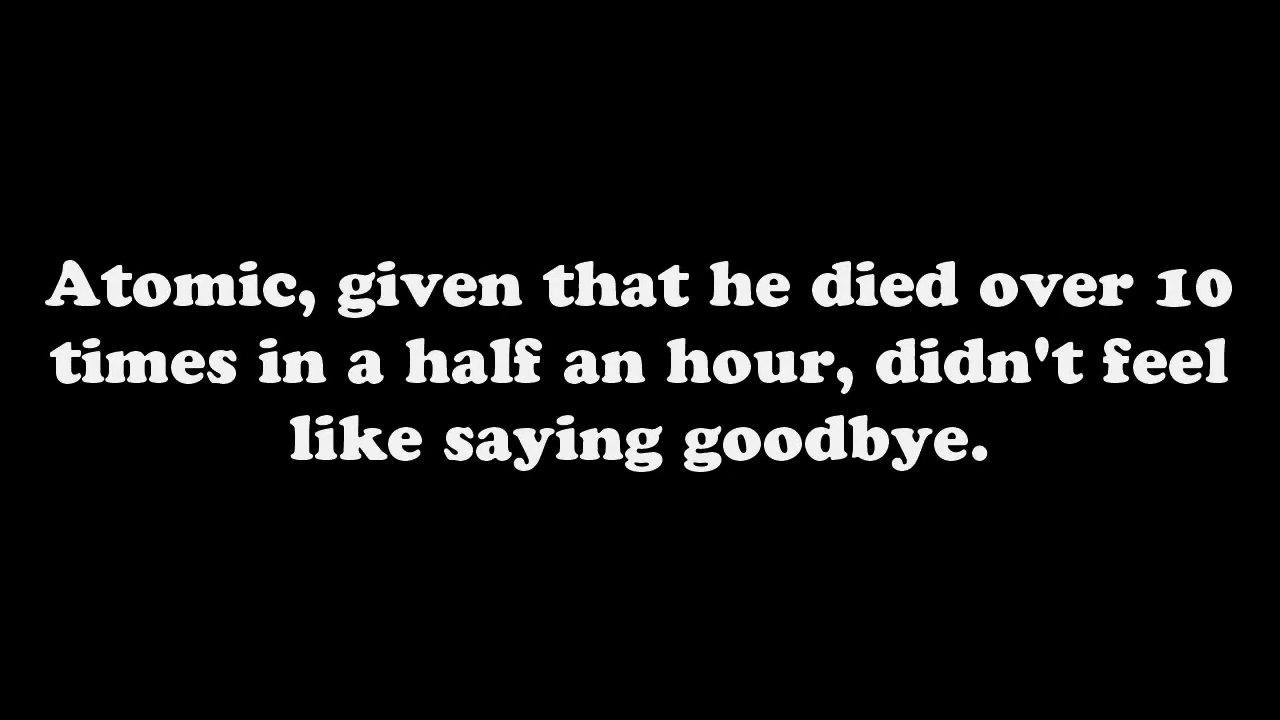 Atomic, given that he died over 10
times in a half an hour, didn't feel
like saying goodbye.